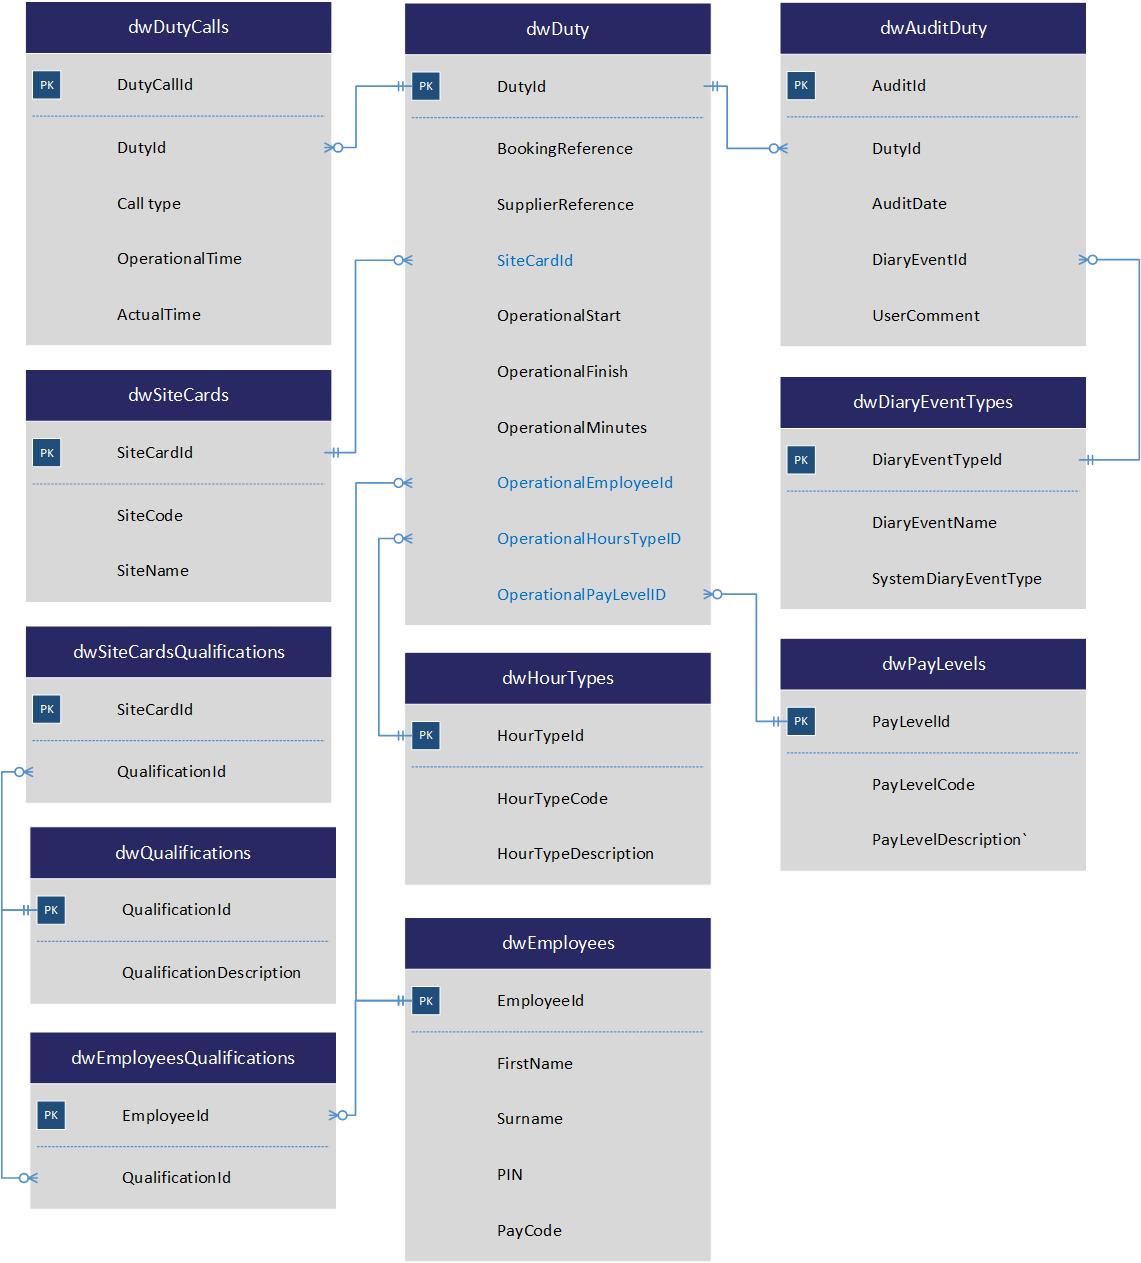 dwDutyCalls
PK DutyCallId
DutyId
Call type
OperationalTime
ActualTime
dwSiteCards
PK SiteCardId
SiteCode
SiteName
dwSiteCardsQualifications
PK SiteCardId
QualificationId
dwQualifications
PK QualificationId
QualificationDescription
dwEmployeesQualifications
PK EmployeeId
QualificationId
dwDuty
PK DutyId
BookingReference
SupplierReference
SiteCardId
OperationalStart
OperationalFinish
OperationalMinutes
OperationalEmployeeId
OperationalHoursTypeID
OperationalPayLevelID
dwHourTypes
PK HourTypeId
HourTypeCode
HourTypeDescription
dwEmployees
PK EmployeeId
FirstName
Surname
PIN
PayCode
dwAuditDuty
PK AuditId
DutyId
AuditDate
DiaryEventId
UserComment
dwDiaryEventTypes
PK DiaryEventTypeId
DiaryEventName
SystemDiaryEventType
dwPayLevels
PK PayLevelId
PayLevelCode
PayLevelDescription`